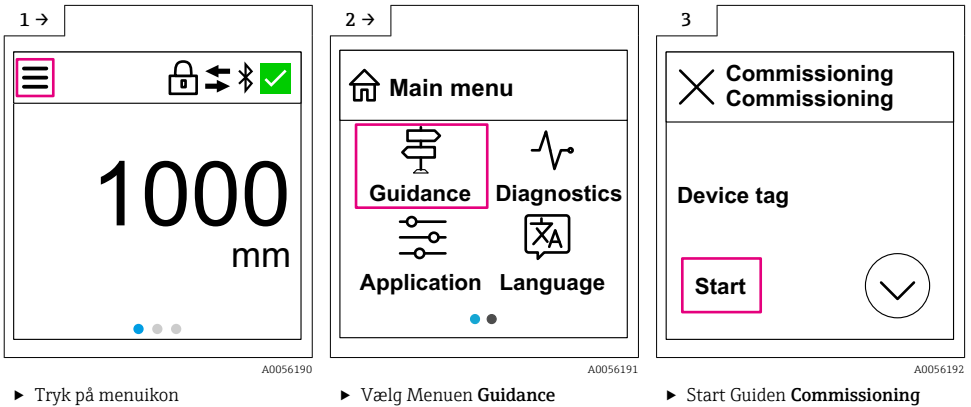 1 →
1000
mm
A0056190
► Tryk på menuikon
2 →
Main menu
Guidance
Diagnostics
Application
Language
A0056191
► Vælg Menuen Guidance
3
Commissioning
Commissioning
Device tag
Start
A0056192
► Start Guiden Commissioning